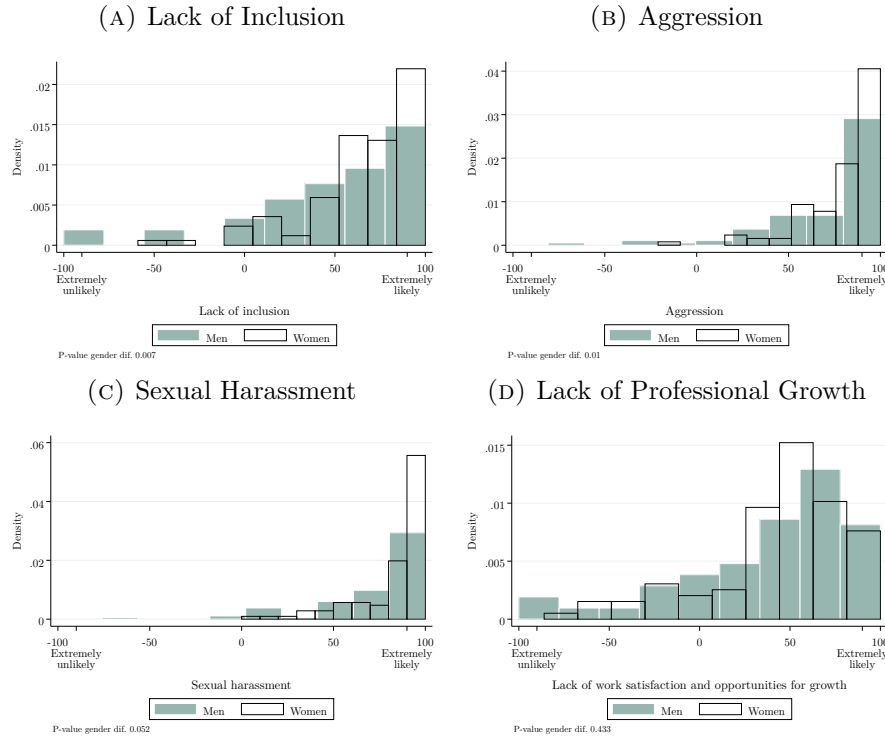 (A) Lack of Inclusion
.02
.015
.01
.005
0
Density
-100
-50
0
50
100
Extremely
unlikely
Extremely
likely
Lack of inclusion
Men
Women
P-value gender dif. 0.007
(B) Aggression
.04
.03
.02
.01
0
Density
-100
-50
0
50
100
Extremely
unlikely
Extremely
likely
Aggression
Men
Women
P-value gender dif. 0.01
(C) Sexual Harassment
.06
.04
.02
0
Density
-100
-50
0
50
100
Extremely
unlikely
Extremely
likely
Sexual harassment
Men
Women
P-value gender dif. 0.052
(D) Lack of Professional Growth
.015
.01
.005
0
Density
-100
-50
0
50
100
Extremely
unlikely
Extremely
likely
Lack of work satisfaction and opportunities for growth
Men
Women
P-value gender dif. 0.433